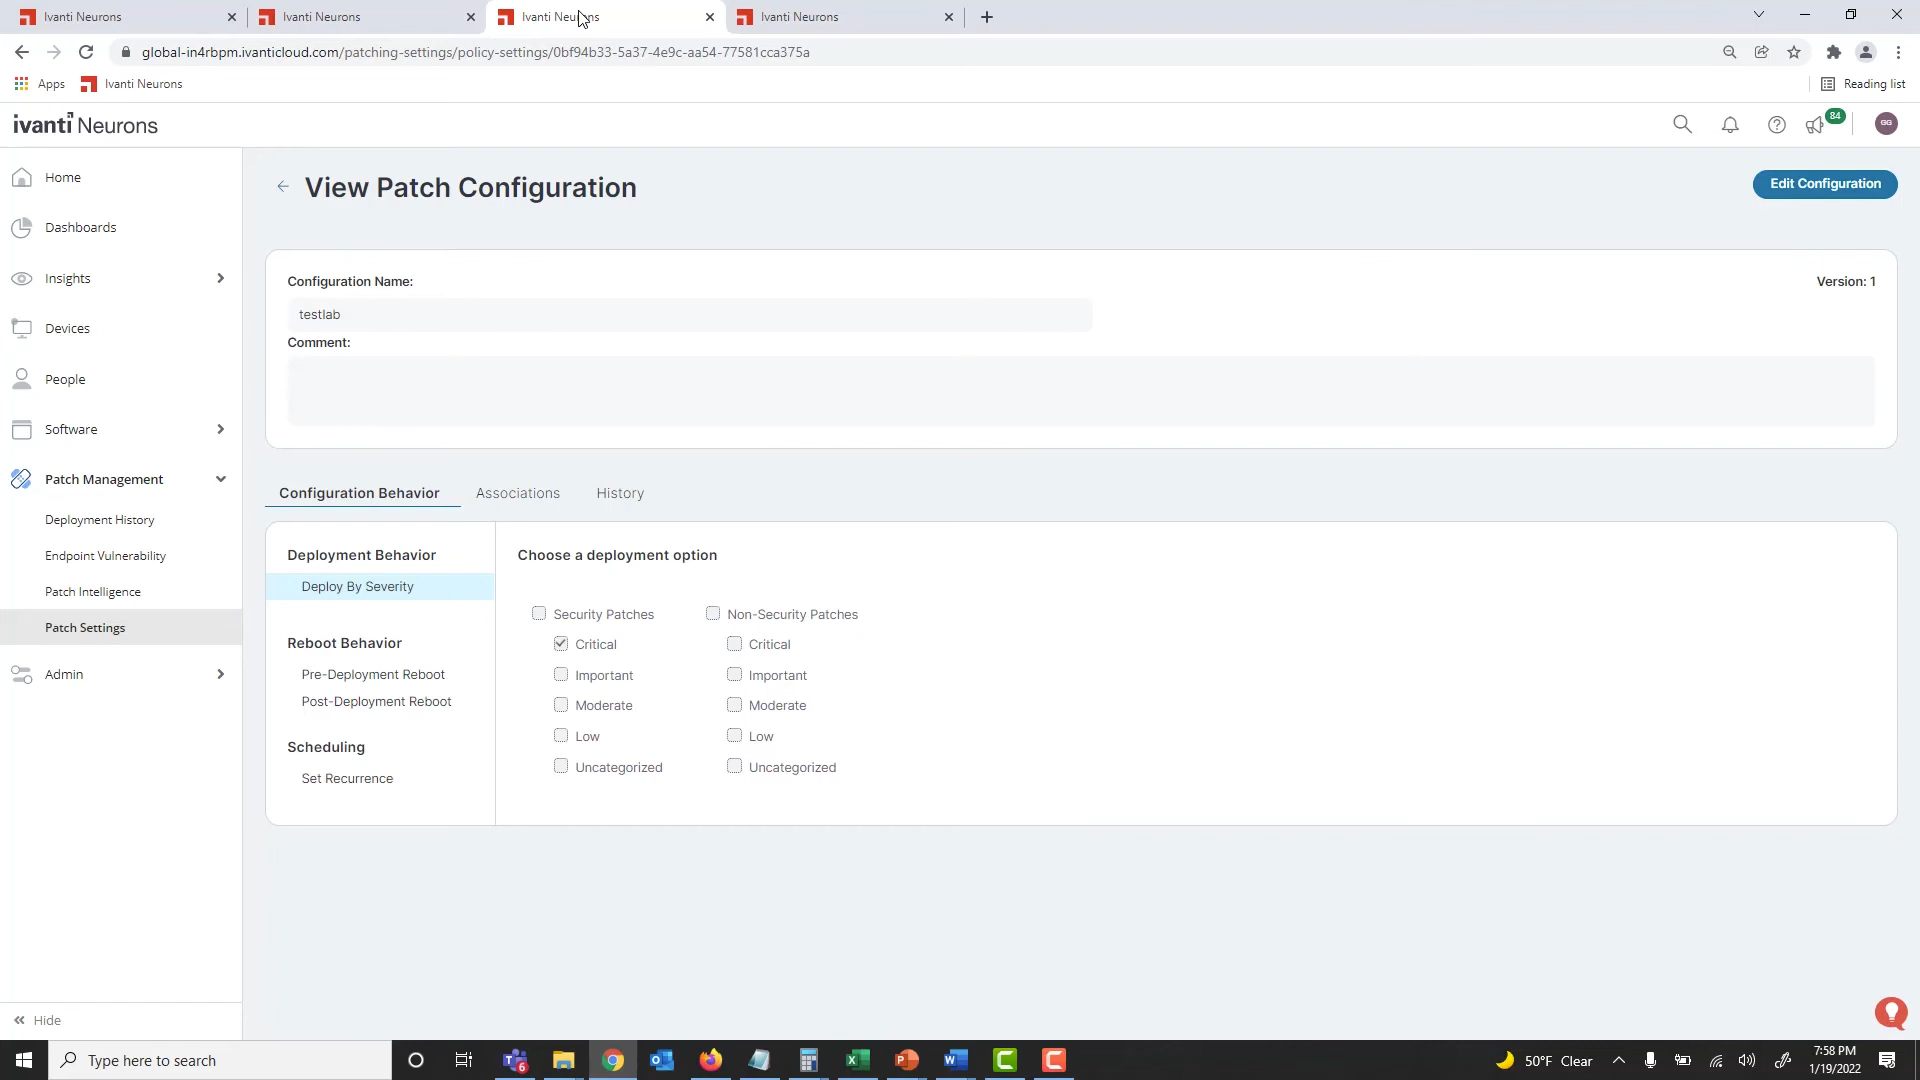 Ivanti Neurons
Ivanti Neurons
Ivanti Neurons
Ivanti Neurons
global-in4rbpm.ivanticloud.com/patching-settings/policy-settings/0bf94b33-5a37-4e9c-aa54-77581cca375a
Apps
Ivanti Neurons
Reading list
ivanti Neurons
84
GG
Home
Dashboards
Insights
Devices
People
Software
Patch Management
Deployment History
Endpoint Vulnerability
Patch Intelligence
Patch Settings
Admin
Hide
View Patch Configuration
Edit Configuration
Configuration Name:
Version: 1
testlab
Comment:
Configuration Behavior
Associations
History
Deployment Behavior
Deploy By Severity
Reboot Behavior
Pre-Deployment Reboot
Post-Deployment Reboot
Scheduling
Set Recurrence
Choose a deployment option
Security Patches
Critical
Important
Moderate
Low
Uncategorized
Non-Security Patches
Critical
Important
Moderate
Low
Uncategorized
Type here to search
6
50°F Clear
7:58 PM
1/19/2022